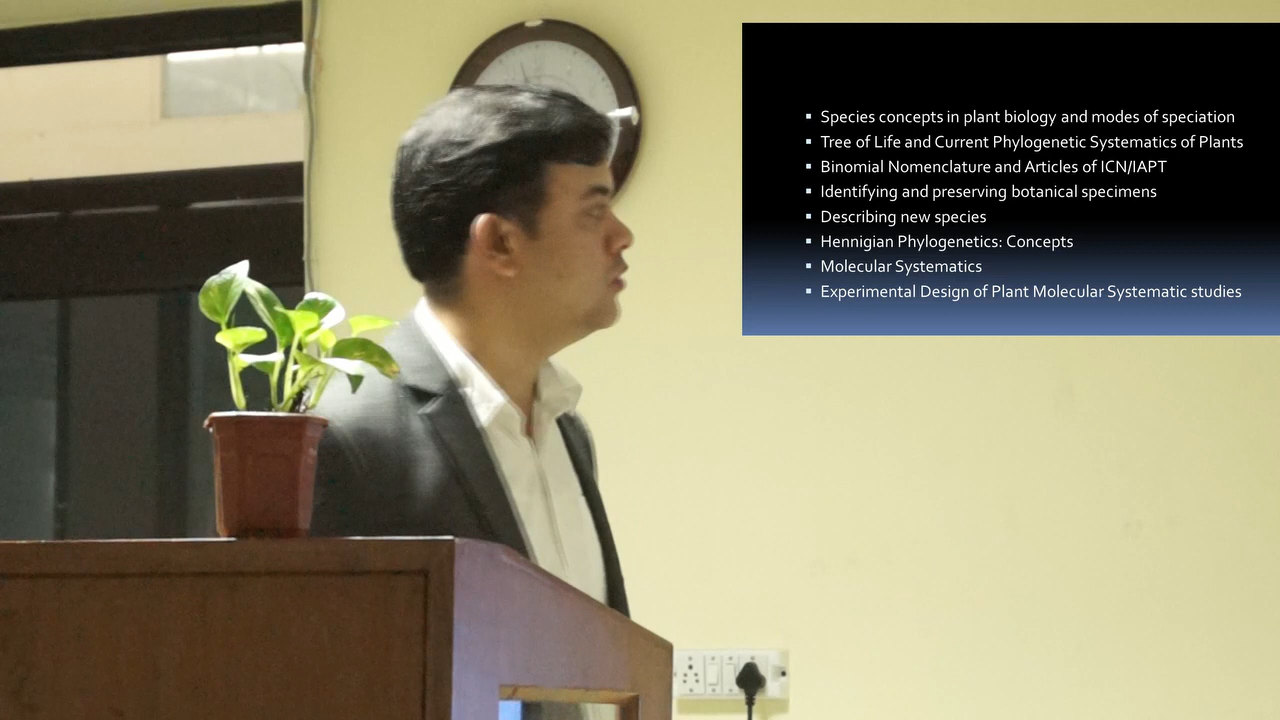 Species concepts in plant biology and modes of speciation
Tree of Life and Current Phylogenetic Systematics of Plants
Binomial Nomenclature and Articles of ICN/IAPT
Identifying and preserving botanical specimens
Describing new species
Hennigian Phylogenetics: Concepts
Molecular Systematics
Experimental Design of Plant Molecular Systematic studies